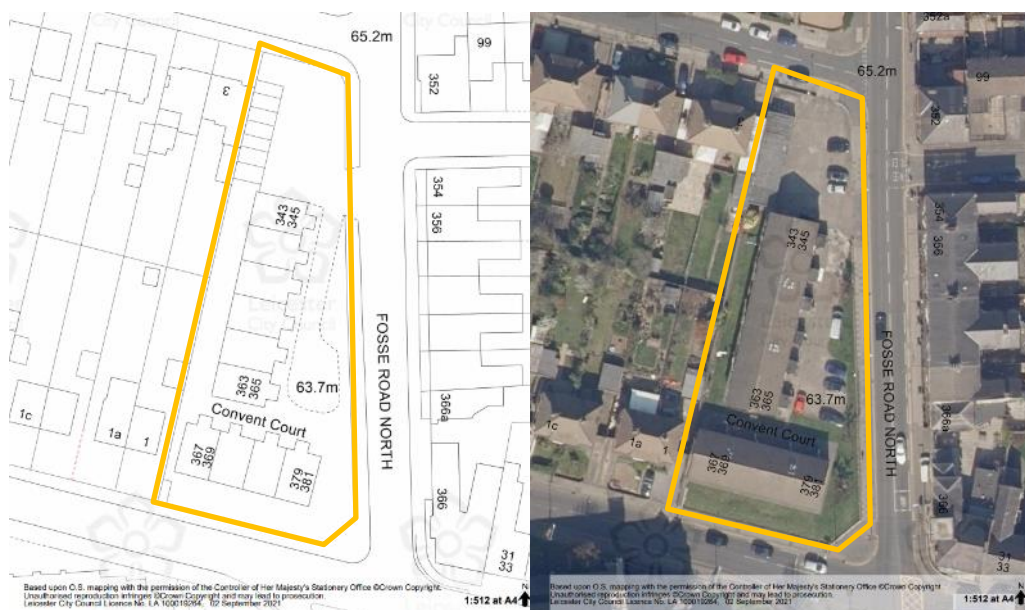 City Council
65.2m
99
352
3
354
356
343
345
Leicester
City Council
FOSSE ROAD NORTH
363
365
63.7m
Convent Court
366a
1c
1a
1
367
369
379
381
366
31
33
Based upon O.S. mapping with the permission of the Controller of Her Majesty's Stationery Office ©Crown Copyright.
Unauthorised reproduction infringes ©Crown Copyright and may lead to prosecution.
Leicester City Council Licence No. LA 100019264. 02 September 2021
N
1:512 at A4
352a
65.2m
99
352
3
354
356
343
345
FOSSE ROAD NORTH
363
365
63.7m
Convent Court
366a
1c
1a
1
367
369
379
381
366
31
33
Based upon O.S. mapping with the permission of the Controller of Her Majesty's Stationery Office ©Crown Copyright.
Unauthorised reproduction infringes ©Crown Copyright and may lead to prosecution.
Leicester City Council Licence No. LA 100019264. 02 September 2021
N
1:512 at A4